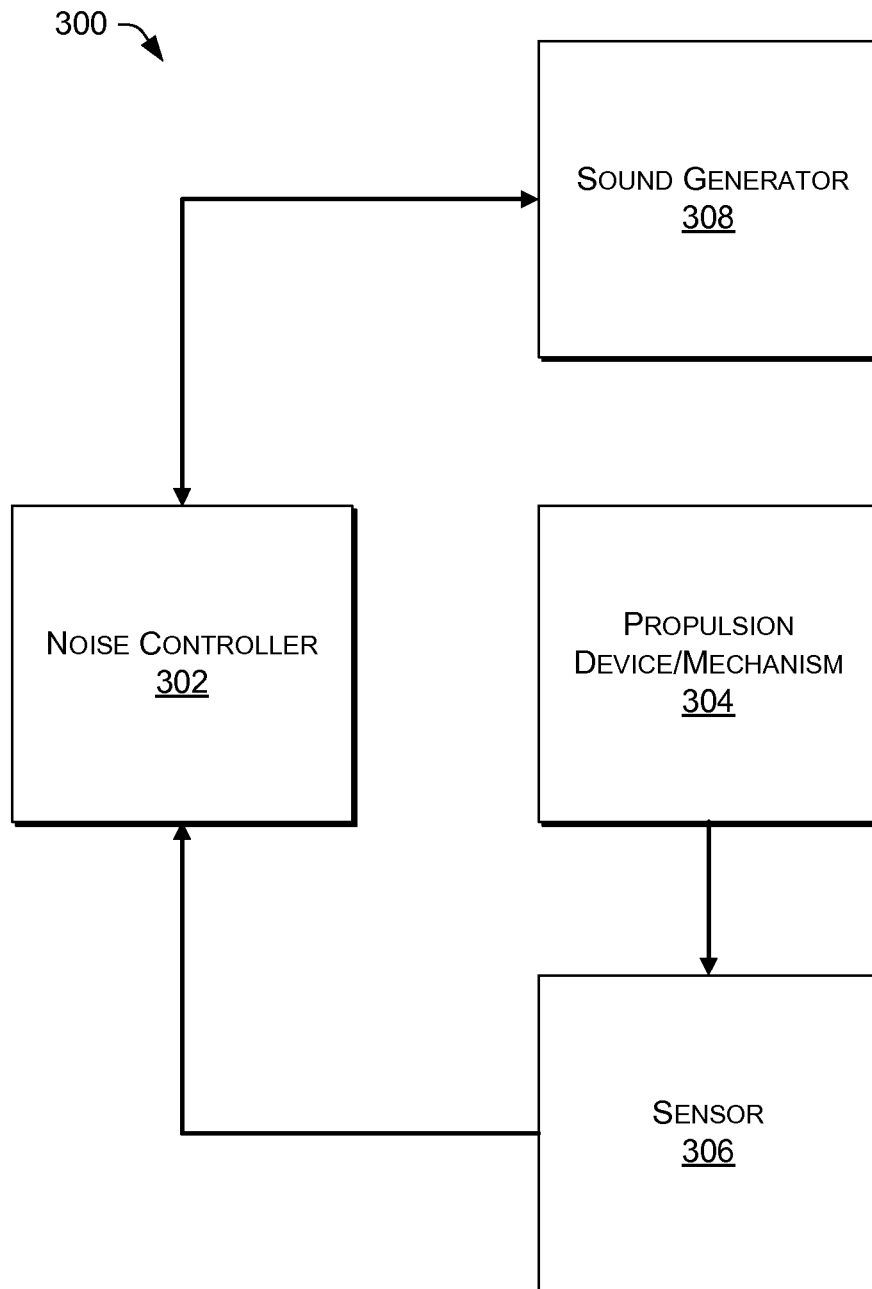 300
SOUND GENERATOR
308
NOISE CONTROLLER
302
PROPULSION
DEVICE/MECHANISM
304
SENSOR
306